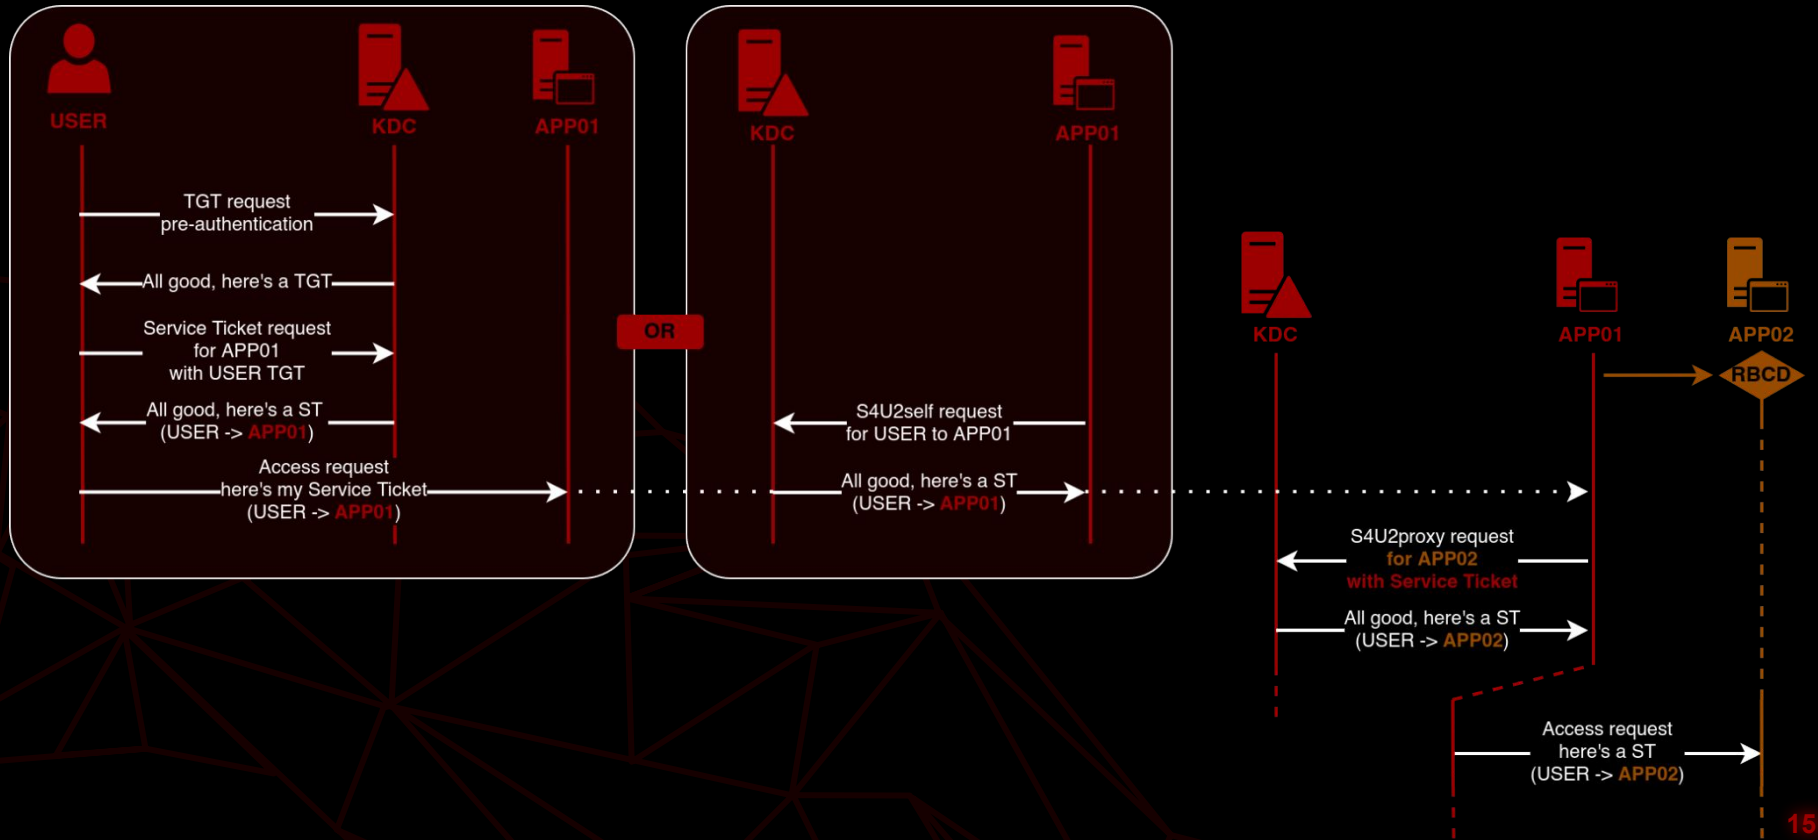 USER
KDC
APP01
TGT request
pre-authentication
All good, here's a TGT
Service Ticket request
for APP01
with USER TGT
All good, here's a ST
(USER -> APP01)
Access request
here's my Service Ticket
(USER -> APP01)
OR
KDC
APP01
S4U2self request
for USER to APP01
All good, here's a ST
(USER -> APP01)
KDC
APP01
APP02
RBCD
S4U2proxy request
for APP02
with Service Ticket
All good, here's a ST
(USER -> APP02)
Access request
here's a ST
(USER -> APP02)
15